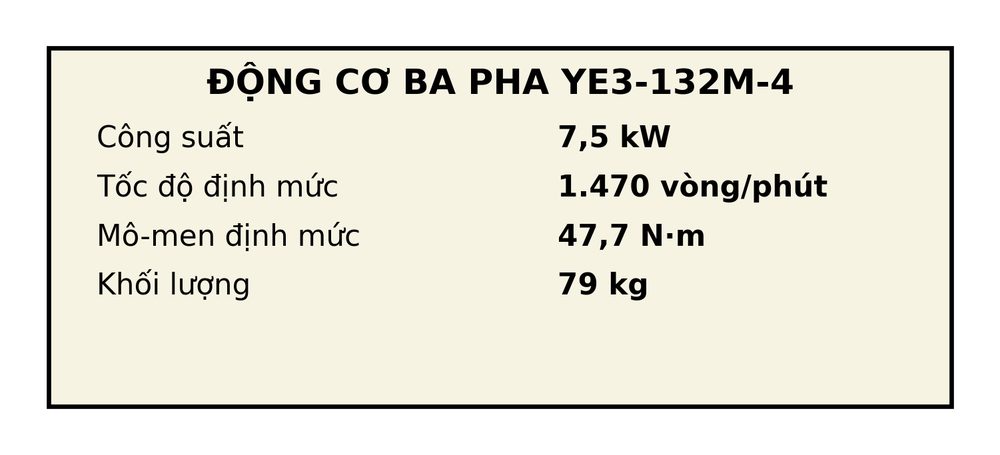 ĐỘNG CƠ BA PHA YE3-132M-4
Công suất 7,5 kW
Tốc độ định mức 1.470 vòng/phút
Mô-men định mức 47,7 N·m
Khối lượng 79 kg